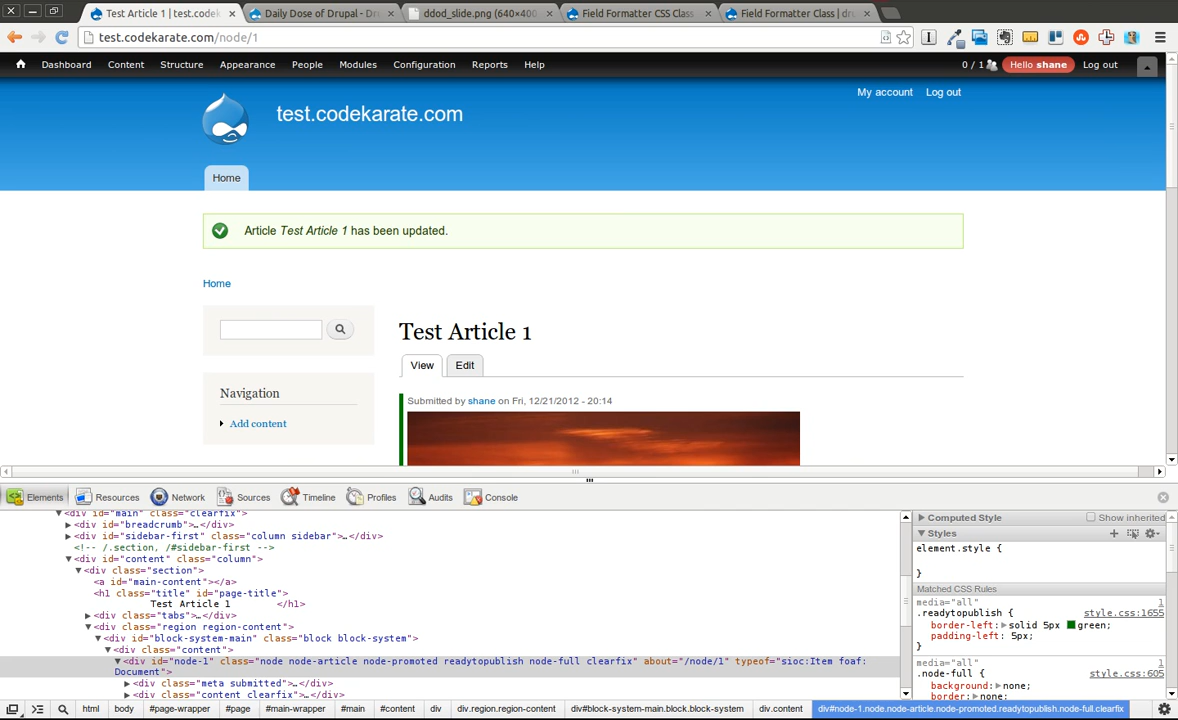 Test Article 1 | test.codek
Daily Dose of Drupal - Dr
ddod_slide.png (640×400
Field Formatter CSS Class
Field Formatter Class | dru
test.codekarate.com/node/1
Dashboard Content Structure Appearance People Modules Configuration Reports Help 0 / 1 Hello shane Log out
My account Log out
test.codekarate.com
Home
Article Test Article 1 has been updated.
Home
Test Article 1
View Edit
Navigation
Add content
Submitted by shane on Fri, 12/21/2012 - 20:14
Elements Resources Network Sources Timeline Profiles Audits Console
<div id="main" class="clearfix">
<div id="breadcrumb">…</div>
<div id="sidebar-first" class="column sidebar">…</div>
<!-- /.section, /#sidebar-first -->
<div id="content" class="column">
<div class="section">
<a id="main-content"></a>
<h1 class="title" id="page-title">
Test Article 1 </h1>
<div class="tabs">…</div>
<div class="region region-content">
<div id="block-system-main" class="block block-system">
<div class="content">
<div id="node-1" class="node node-article node-promoted readytopublish node-full clearfix" about="/node/1" typeof="sioc:Item foaf:
Document">
<div class="meta submitted">…</div>
<div class="content clearfix">…</div>
Computed Style Show inherited
Styles
element.style {
}
Matched CSS Rules
media="all" 1
.readytopublish { style.css:1655
border-left: solid 5px green;
padding-left: 5px;
}
media="all" 1
.node-full { style.css:605
background: none;
border: none;
html body #page-wrapper #page #main-wrapper #main #content div div.region.region-content div#block-system-main.block.block-system div.content div#node-1.node.node-article.node-promoted.readytopublish.node-full.clearfix